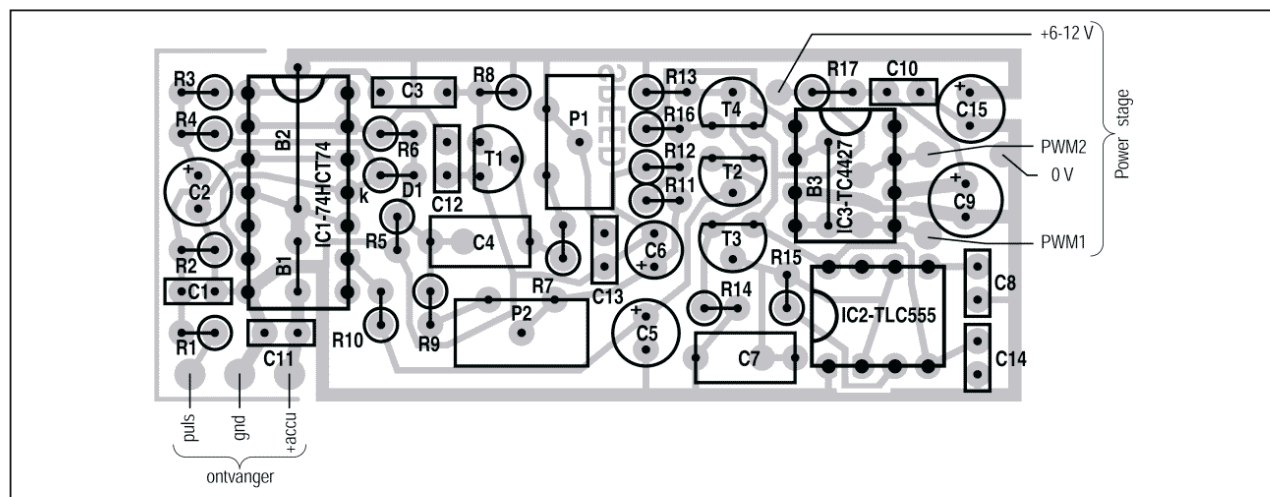 +6-12 V
R3
R4
C2
R2
C1
R1
C11
B2
B1
IC1-74HCT74
k
C3
R8
R6
D1
C12
T1
R5
C4
P1
R7
C13
R10
R9
P2
R13
R16
R12
R11
C6
C5
T4
T2
T3
R14
R15
C7
R17
C10
C15
B3
IC3-TC4427
C9
IC2-TLC555
C8
C14
PWM2
0 V
PWM1
Power stage
puls
gnd
+accu
ontvanger